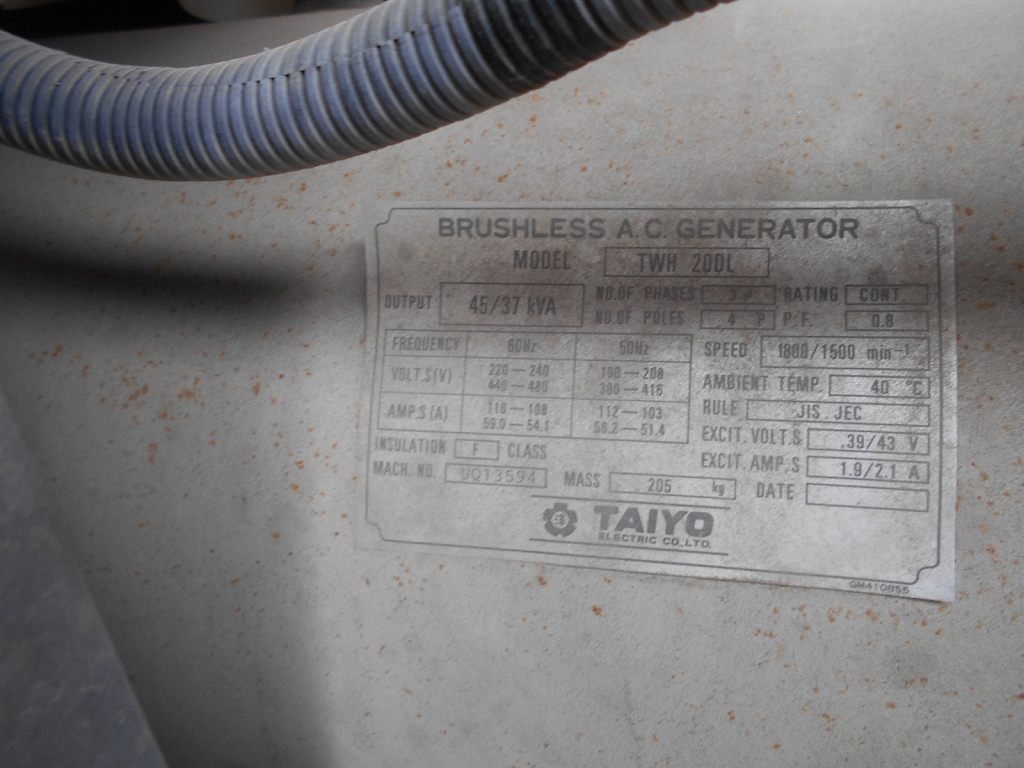 BRUSHLESS A.C. GENERATOR
MODEL TWH 20DL
OUTPUT 45/37 kVA
NO.OF PHASES 3 RATING CONT
NO.OF POLES 4 P P.F. 0.8
FREQUENCY 60Hz 50Hz
SPEED 1800/1500 min⁻¹
VOLT.S(V) 220 — 240 190 — 208
440 — 480 380 — 416
AMBIENT TEMP. 40 °C
AMP.S (A) 118 — 108 112 — 103
59.0 — 54.1 56.2 — 51.4
RULE JIS. JEC
EXCIT. VOLT.S 39/43 V
INSULATION F CLASS
EXCIT. AMP.S 1.9/2.1 A
MACH. NO. UQ13594 MASS 205 kg DATE
TAIYO
ELECTRIC CO.,LTD.
GM410855